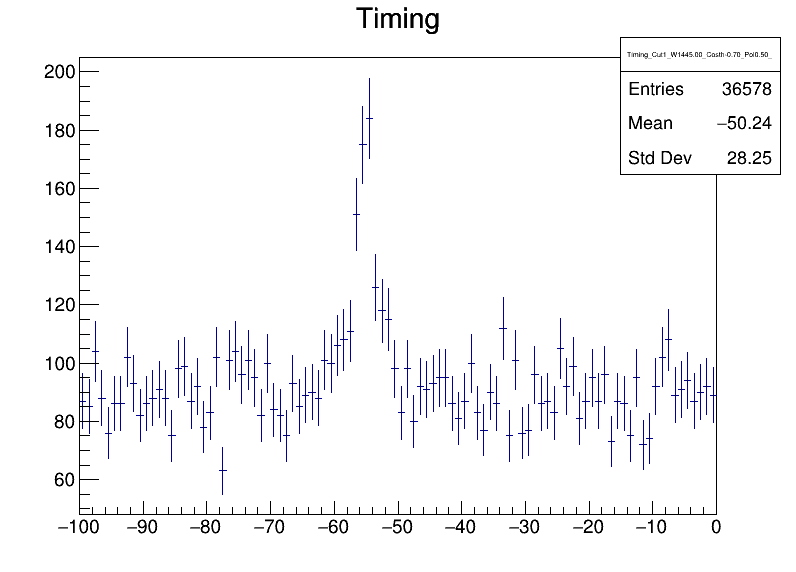 Timing
Timing_Cut1_W1445.00_Costh-0.70_Pol0.50_
Entries 36578
Mean −50.24
Std Dev 28.25
200
180
160
140
120
100
80
60
−100 −90 −80 −70 −60 −50 −40 −30 −20 −10 0